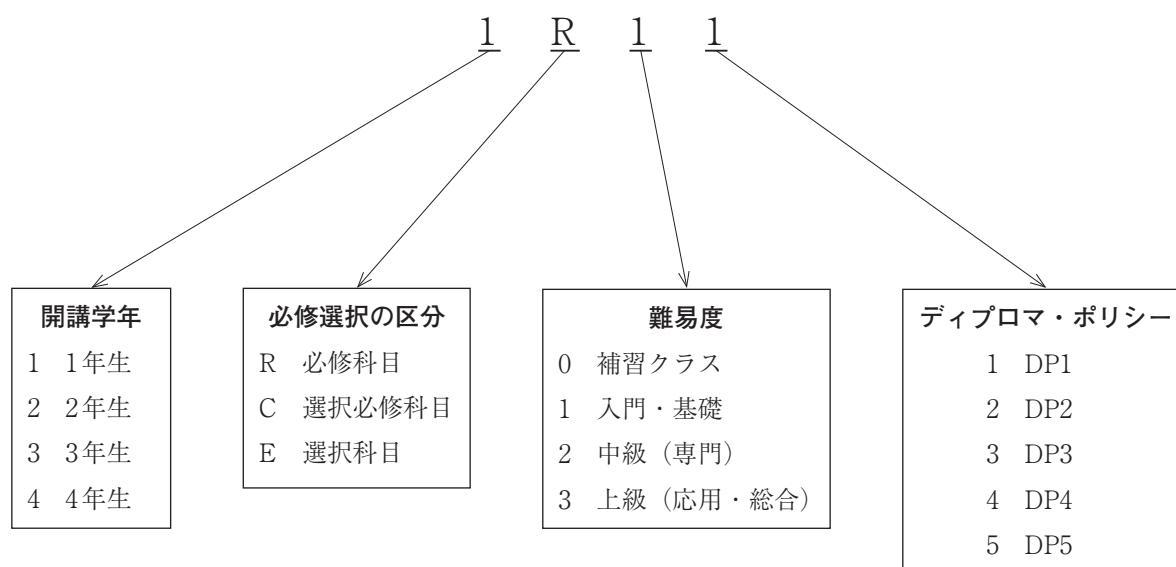 1 R 1 1
開講学年
1 1年生
2 2年生
3 3年生
4 4年生
必修選択の区分
R 必修科目
C 選択必修科目
E 選択科目
難易度
0 補習クラス
1 入門・基礎
2 中級（専門）
3 上級（応用・総合）
ディプロマ・ポリシー
1 DP1
2 DP2
3 DP3
4 DP4
5 DP5